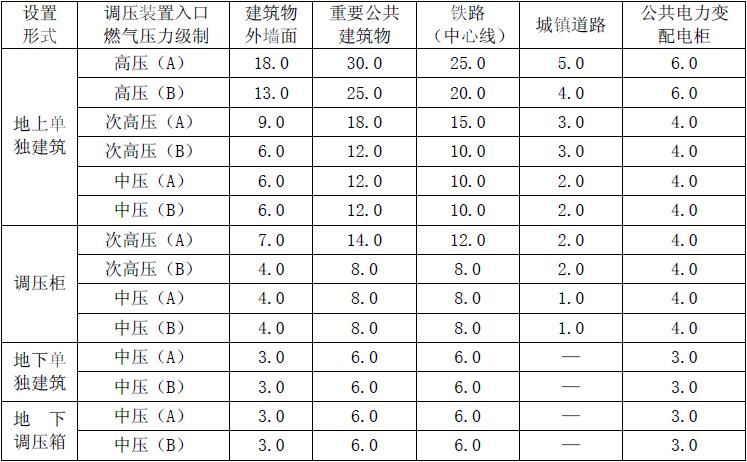 设置形式 调压装置入口燃气压力级制 建筑物外墙面 重要公共建筑物 铁路（中心线） 城镇道路 公共电力变配电柜
地上单独建筑 高压（A） 18.0 30.0 25.0 5.0 6.0
高压（B） 13.0 25.0 20.0 4.0 6.0
次高压（A） 9.0 18.0 15.0 3.0 4.0
次高压（B） 6.0 12.0 10.0 3.0 4.0
中压（A） 6.0 12.0 10.0 2.0 4.0
中压（B） 6.0 12.0 10.0 2.0 4.0
调压柜 次高压（A） 7.0 14.0 12.0 2.0 4.0
次高压（B） 4.0 8.0 8.0 2.0 4.0
中压（A） 4.0 8.0 8.0 1.0 4.0
中压（B） 4.0 8.0 8.0 1.0 4.0
地下单独建筑 中压（A） 3.0 6.0 6.0 — 3.0
中压（B） 3.0 6.0 6.0 — 3.0
地下调压箱 中压（A） 3.0 6.0 6.0 — 3.0
中压（B） 3.0 6.0 6.0 — 3.0